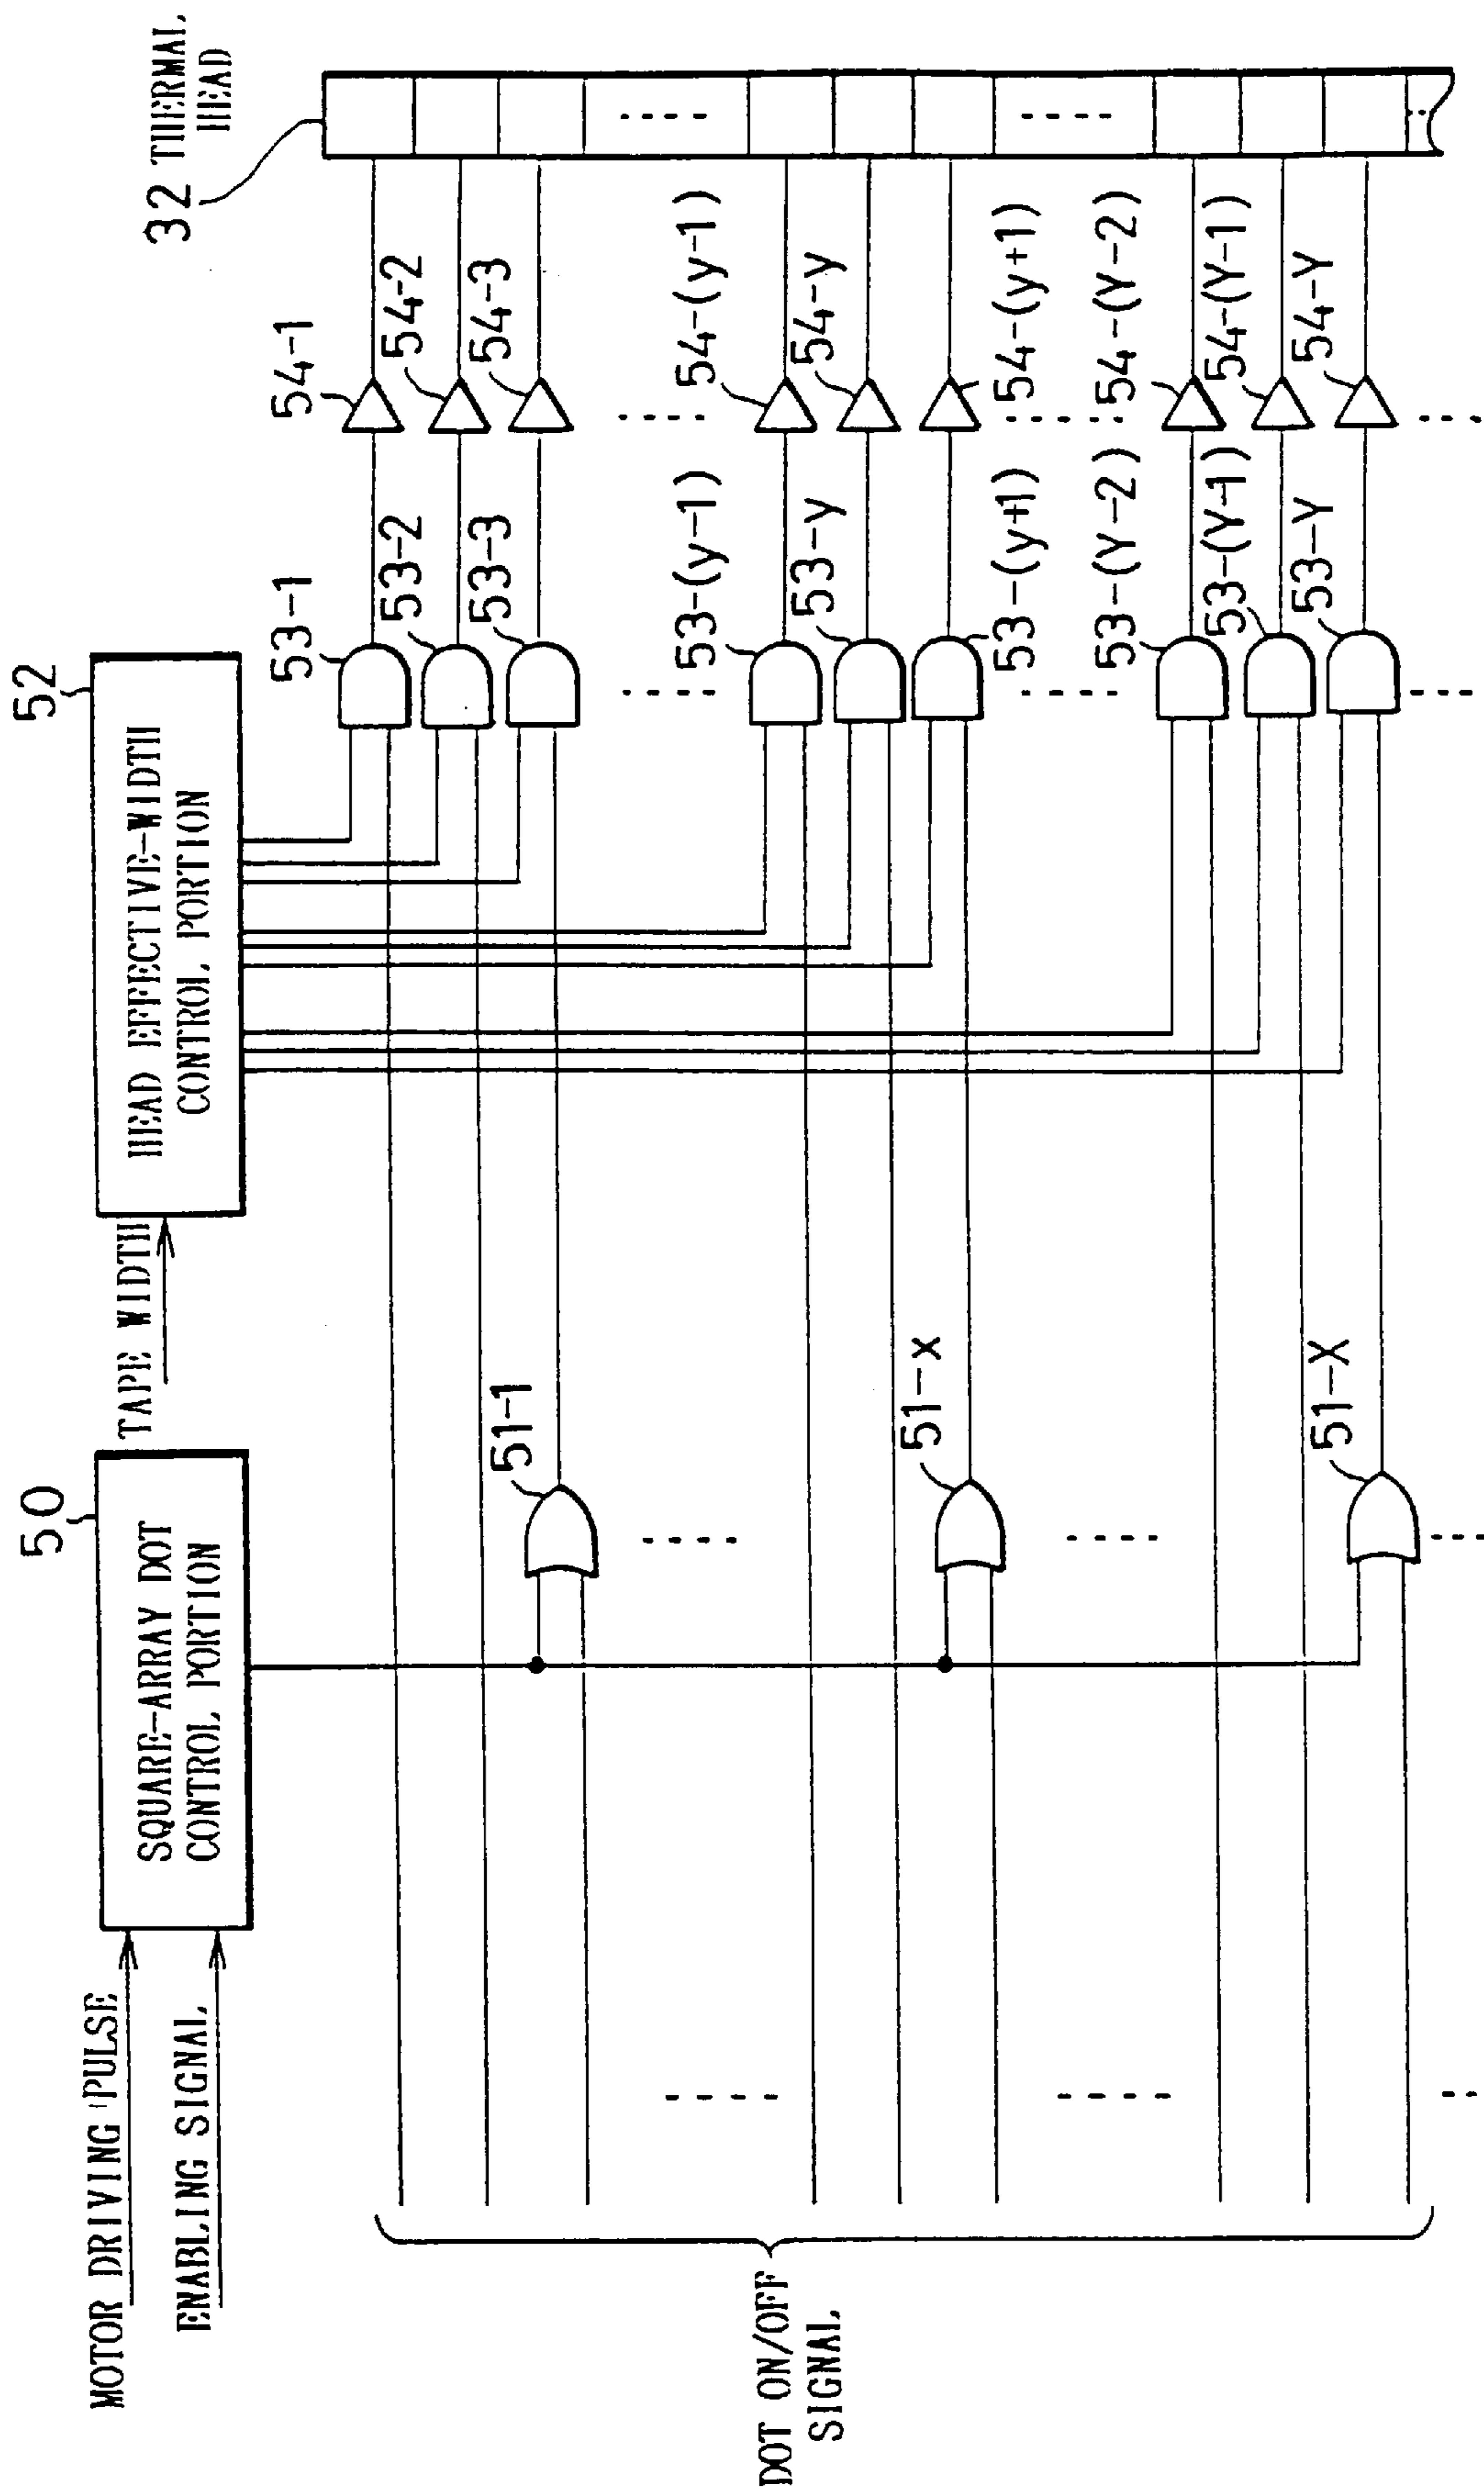 MOTOR DRIVING PULSE
ENABLING SIGNAL
50
SQUARE-ARRAY DOT
CONTROL PORTION
TAPE WIDTH
52
HEAD EFFECTIVE-WIDTH
CONTROL PORTION
32 THERMAL
HEAD
DOT ON/OFF
SIGNAL
51-1
51-x
51-X
53-1
53-2
53-3
53-(y-1)
53-y
53-(y+1)
53-(Y-2)
53-(Y-1)
53-Y
54-1
54-2
54-3
54-(y-1)
54-y
54-(y+1)
54-(Y-2)
54-(Y-1)
54-Y